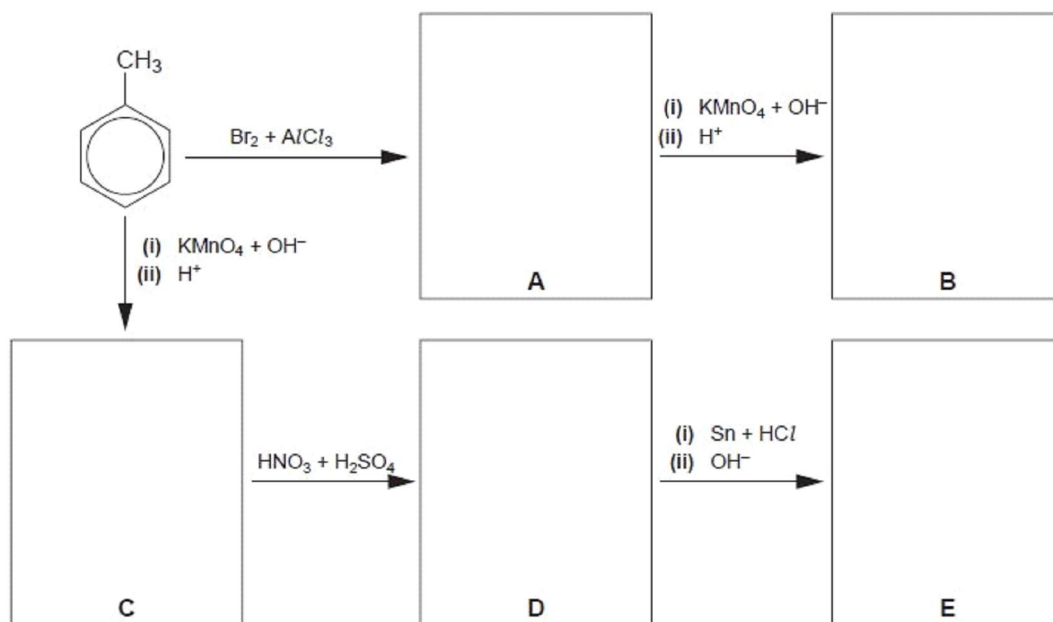 CH₃
Br₂ + AlCl₃
(i) KMnO₄ + OH⁻
(ii) H⁺
A
B
(i) KMnO₄ + OH⁻
(ii) H⁺
HNO₃ + H₂SO₄
(i) Sn + HCl
(ii) OH⁻
C
D
E